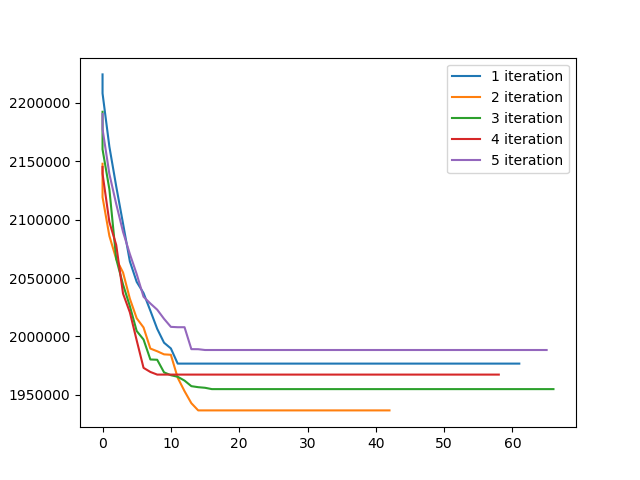 1 iteration
2 iteration
3 iteration
4 iteration
5 iteration
2200000
2150000
2100000
2050000
2000000
1950000
0 10 20 30 40 50 60